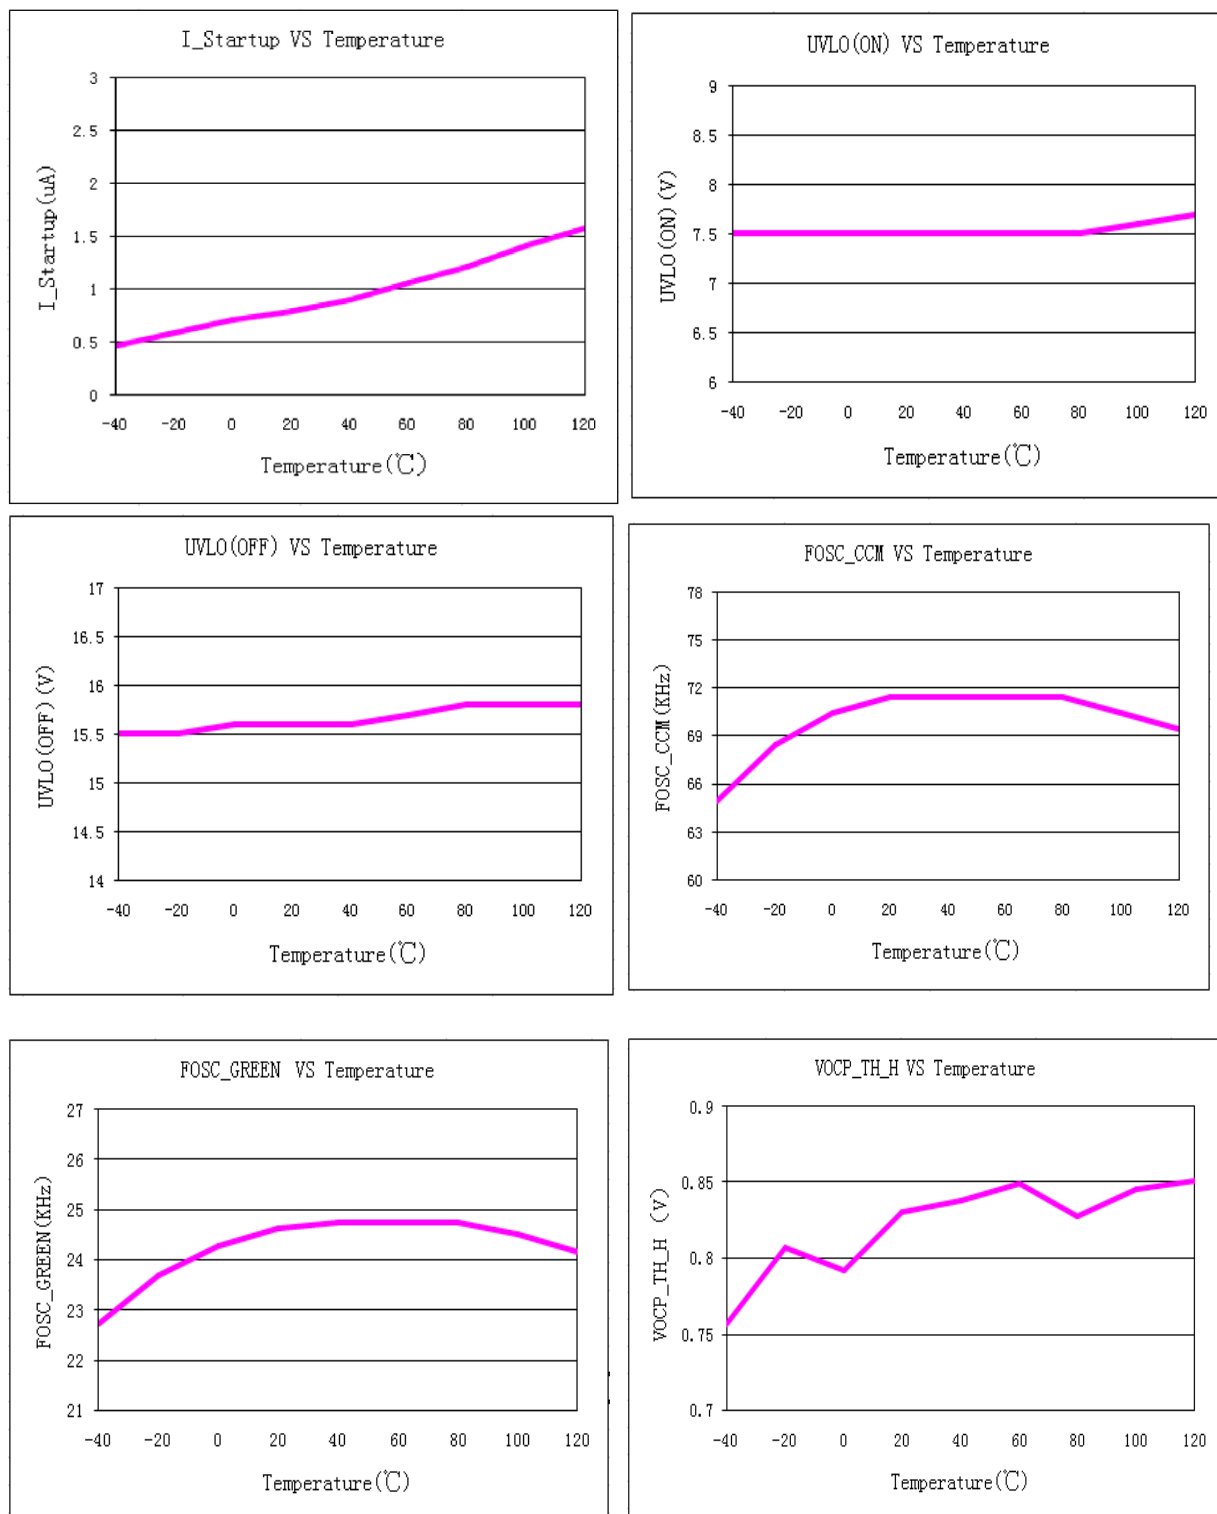 I_Startup VS Temperature
3
2.5
2
1.5
1
0.5
0
I_Startup(uA)
-40 -20 0 20 40 60 80 100 120
Temperature(℃)
UVLO(ON) VS Temperature
9
8.5
8
7.5
7
6.5
6
UVLO(ON)(V)
-40 -20 0 20 40 60 80 100 120
Temperature(℃)
UVLO(OFF) VS Temperature
17
16.5
16
15.5
15
14.5
14
UVLO(OFF)(V)
-40 -20 0 20 40 60 80 100 120
Temperature(℃)
FOSC_CCM VS Temperature
78
75
72
69
66
63
60
FOSC_CCM(KHz)
-40 -20 0 20 40 60 80 100 120
Temperature(℃)
FOSC_GREEN VS Temperature
27
26
25
24
23
22
21
FOSC_GREEN(KHz)
-40 -20 0 20 40 60 80 100 120
Temperature(℃)
VOCP_TH_H VS Temperature
0.9
0.85
0.8
0.75
0.7
VOCP_TH_H (V)
-40 -20 0 20 40 60 80 100 120
Temperature(℃)